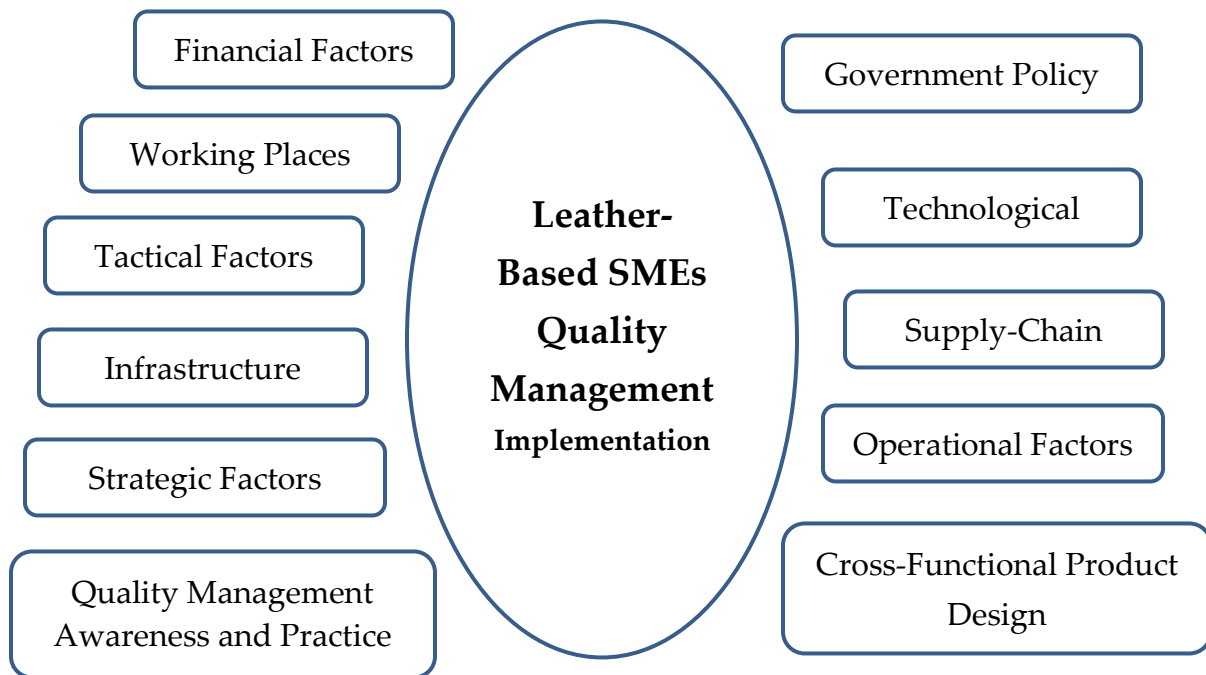 Financial Factors
Working Places
Tactical Factors
Infrastructure
Strategic Factors
Quality Management
Awareness and Practice
Leather-
Based SMEs
Quality
Management
Implementation
Government Policy
Technological
Supply-Chain
Operational Factors
Cross-Functional Product
Design